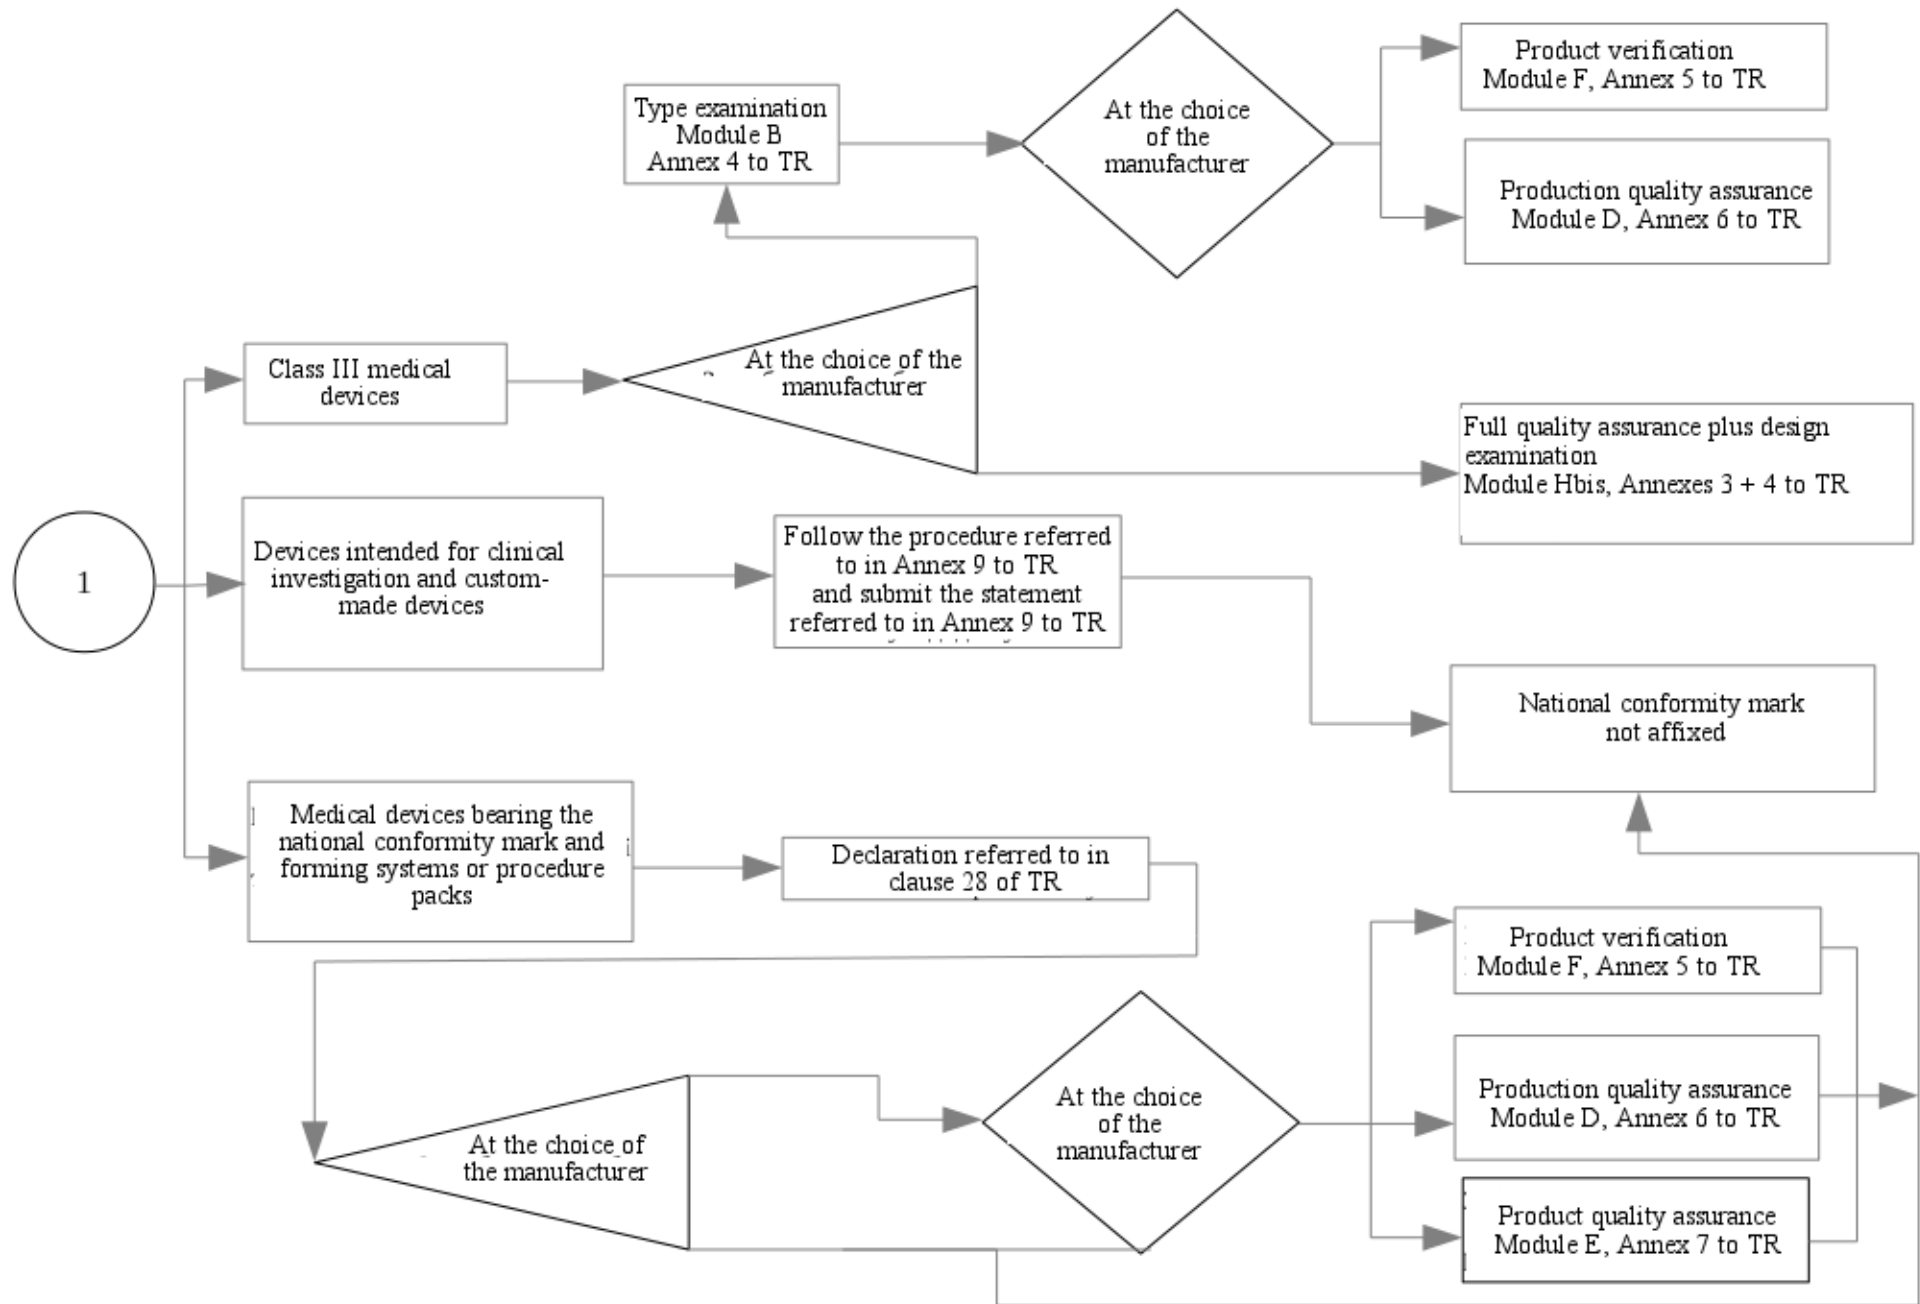 Product verification
Module F, Annex 5 to TR
Type examination
Module B
Annex 4 to TR
At the choice
of the
manufacturer
Production quality assurance
Module D, Annex 6 to TR
Class III medical
devices
At the choice of the
manufacturer
Full quality assurance plus design
examination
Module Hbis, Annexes 3 + 4 to TR
1
Devices intended for clinical
investigation and custom-
made devices
Follow the procedure referred
to in Annex 9 to TR
and submit the statement
referred to in Annex 9 to TR
National conformity mark
not affixed
Medical devices bearing the
national conformity mark and
forming systems or procedure
packs
Declaration referred to in
clause 28 of TR
Product verification
Module F, Annex 5 to TR
At the choice of
the manufacturer
At the choice
of the
manufacturer
Production quality assurance
Module D, Annex 6 to TR
Product quality assurance
Module E, Annex 7 to TR